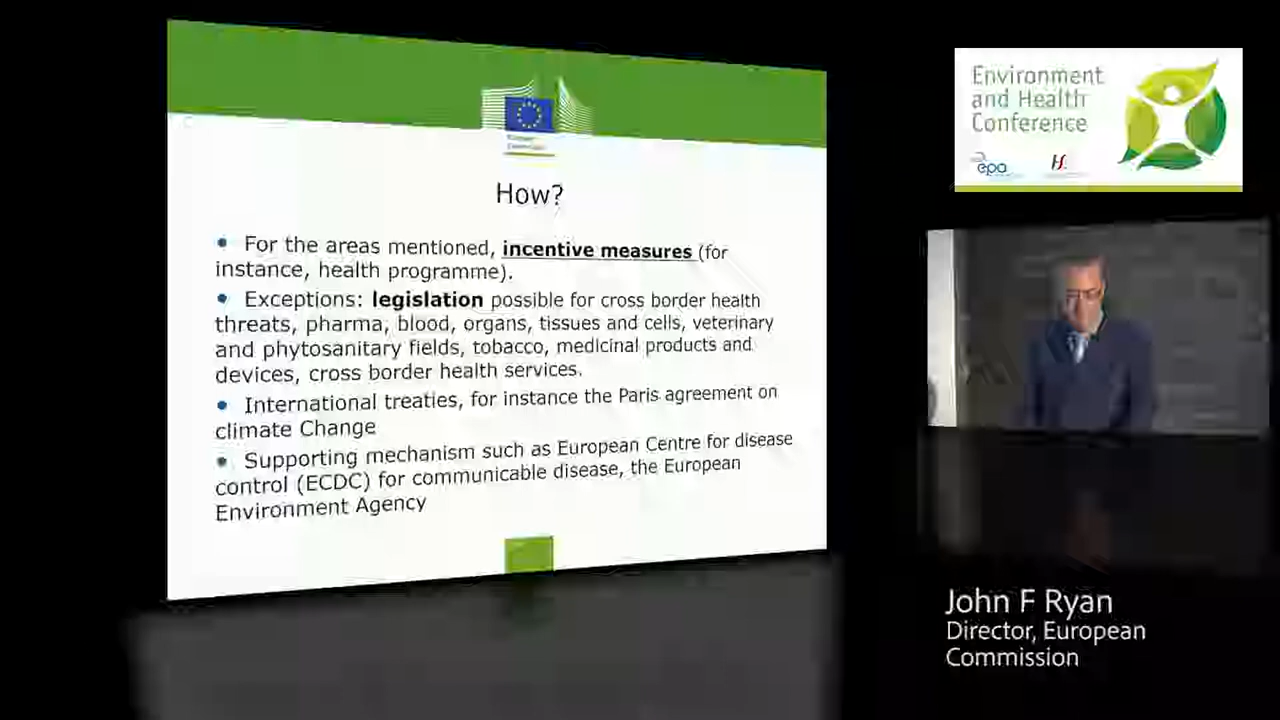 How?
• For the areas mentioned, incentive measures (for
instance, health programme).
• Exceptions: legislation possible for cross border health
threats, pharma, blood, organs, tissues and cells, veterinary
and phytosanitary fields, tobacco, medicinal products and
devices, cross border health services.
• International treaties, for instance the Paris agreement on
climate Change
• Supporting mechanism such as European Centre for disease
control (ECDC) for communicable disease, the European
Environment Agency
Environment
and Health
Conference
epa
John F Ryan
Director, European
Commission